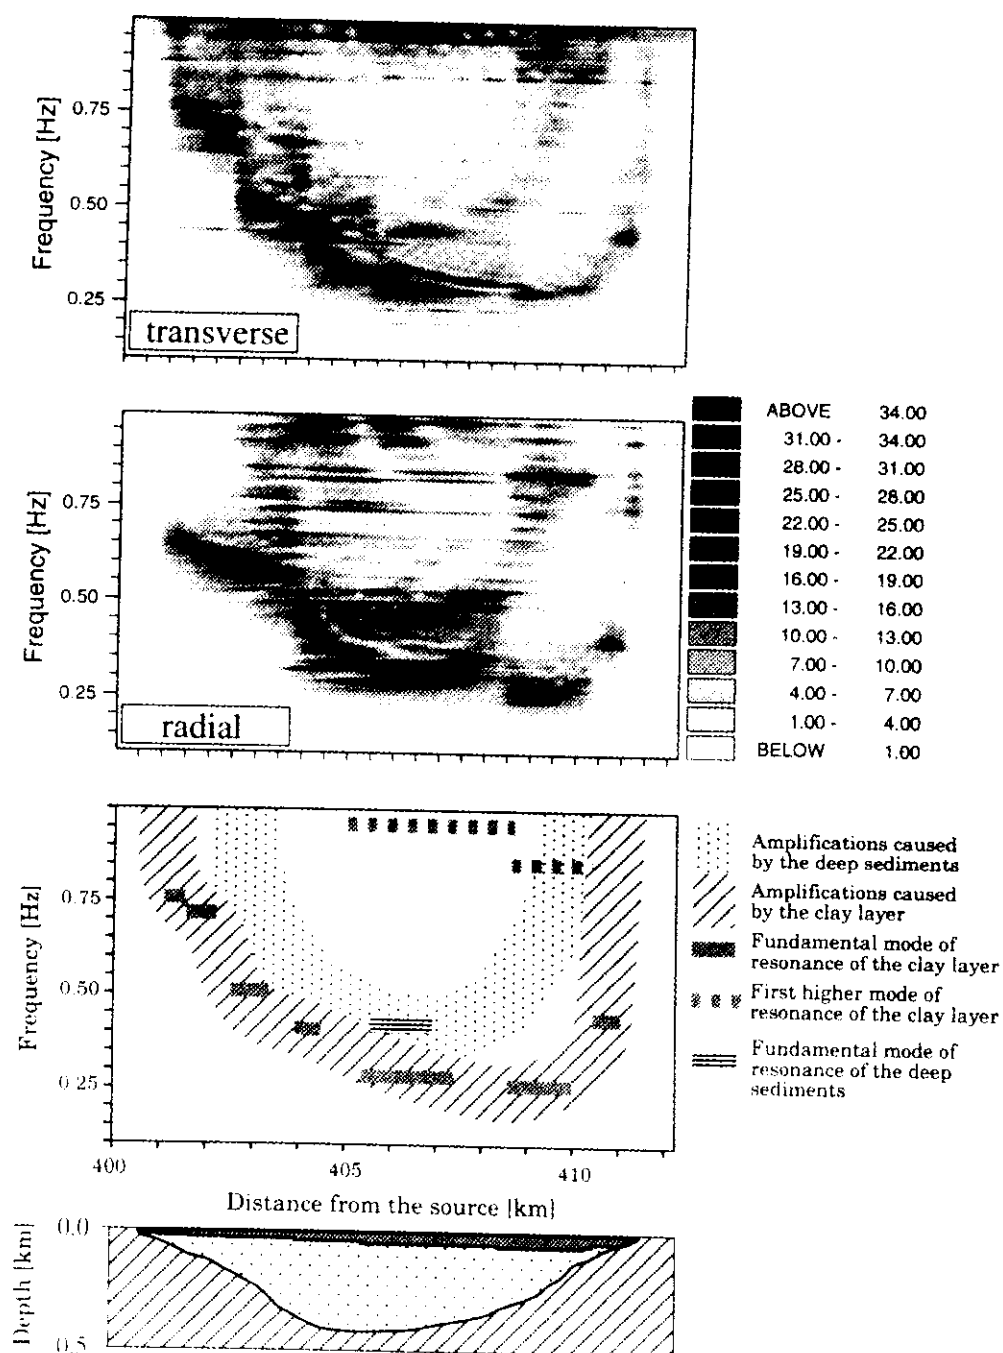 Frequency [Hz]
0.75
0.50
0.25
transverse
Frequency [Hz]
0.75
0.50
0.25
radial
ABOVE 34.00
31.00 - 34.00
28.00 - 31.00
25.00 - 28.00
22.00 - 25.00
19.00 - 22.00
16.00 - 19.00
13.00 - 16.00
10.00 - 13.00
7.00 - 10.00
4.00 - 7.00
1.00 - 4.00
BELOW 1.00
Frequency [Hz]
0.75
0.50
0.25
400 405 410
Distance from the source [km]
Amplifications caused
by the deep sediments
Amplifications caused
by the clay layer
Fundamental mode of
resonance of the clay layer
First higher mode of
resonance of the clay layer
Fundamental mode of
resonance of the deep
sediments
Depth [km]
0.0
0.5